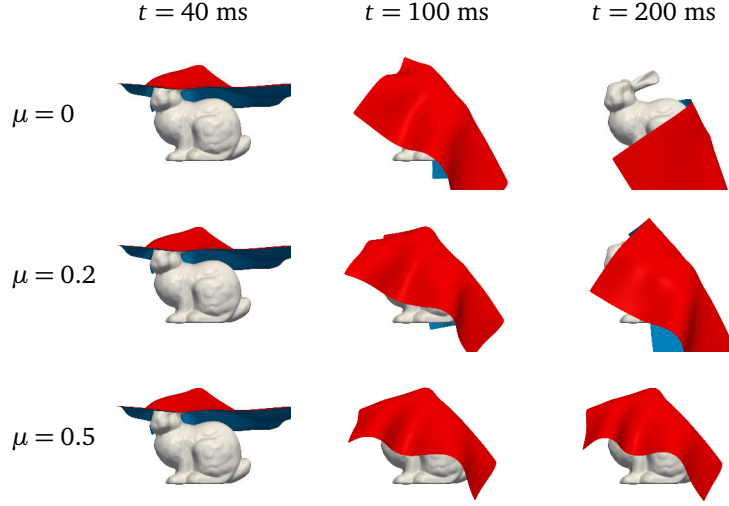 t = 40 ms t = 100 ms t = 200 ms
μ = 0
μ = 0.2
μ = 0.5